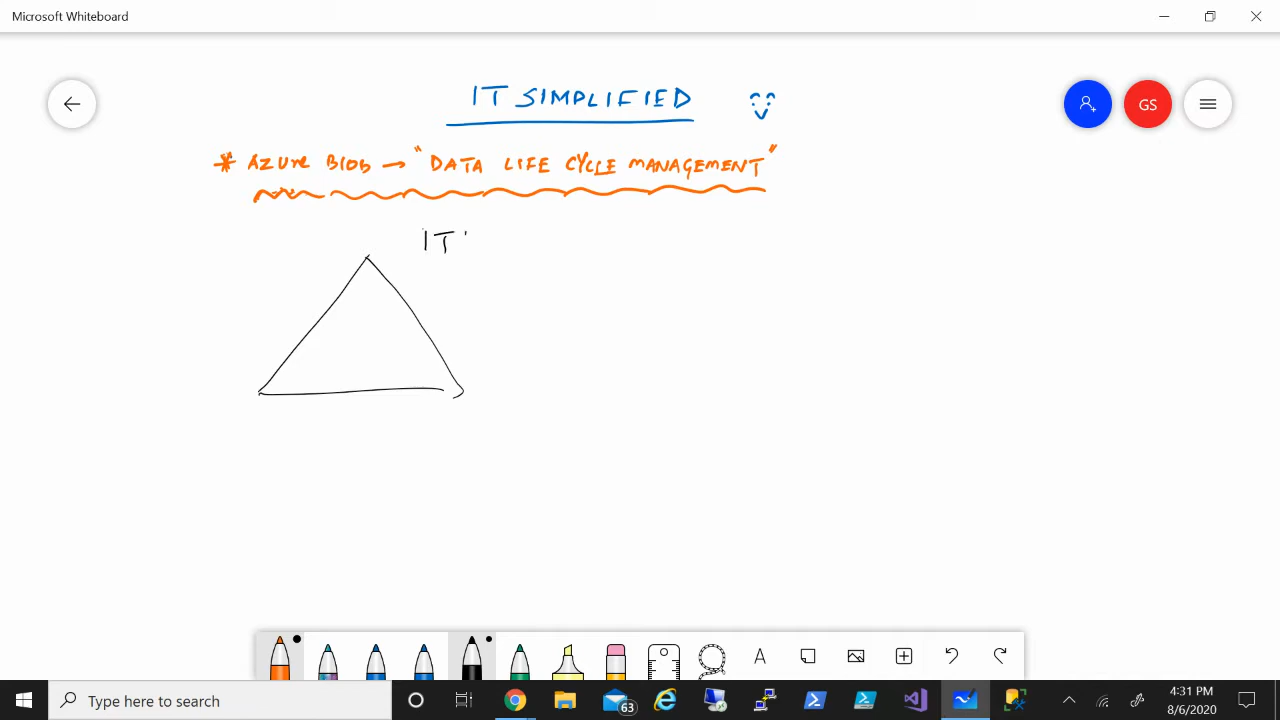 Microsoft Whiteboard
IT SIMPLIFIED
GS
* AZURE BLOB → "DATA LIFE CYCLE MANAGEMENT"
IT'
A
Type here to search
63
4:31 PM
8/6/2020